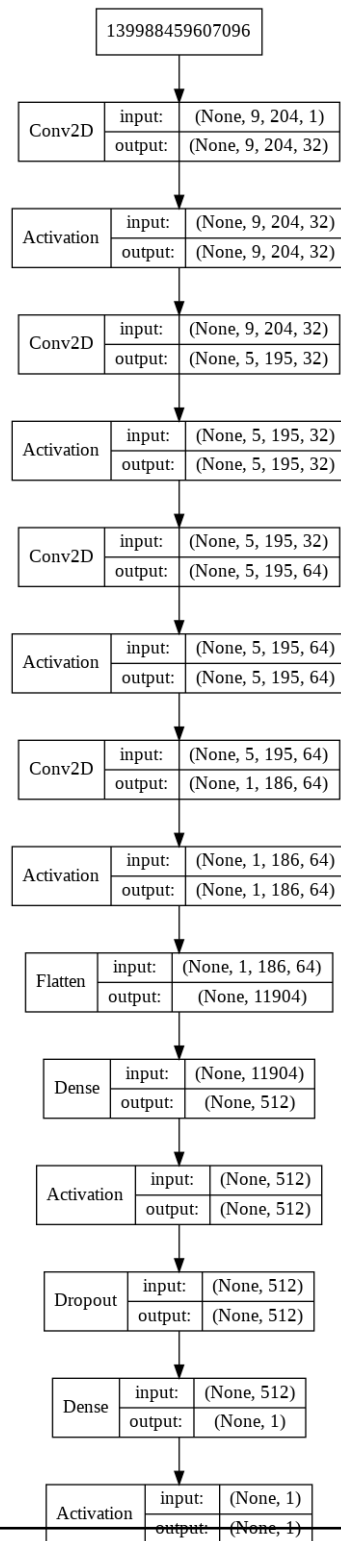 139988459607096
Conv2D
input: (None, 9, 204, 1)
output: (None, 9, 204, 32)
Activation
input: (None, 9, 204, 32)
output: (None, 9, 204, 32)
Conv2D
input: (None, 9, 204, 32)
output: (None, 5, 195, 32)
Activation
input: (None, 5, 195, 32)
output: (None, 5, 195, 32)
Conv2D
input: (None, 5, 195, 32)
output: (None, 5, 195, 64)
Activation
input: (None, 5, 195, 64)
output: (None, 5, 195, 64)
Conv2D
input: (None, 5, 195, 64)
output: (None, 1, 186, 64)
Activation
input: (None, 1, 186, 64)
output: (None, 1, 186, 64)
Flatten
input: (None, 1, 186, 64)
output: (None, 11904)
Dense
input: (None, 11904)
output: (None, 512)
Activation
input: (None, 512)
output: (None, 512)
Dropout
input: (None, 512)
output: (None, 512)
Dense
input: (None, 512)
output: (None, 1)
Activation
input: (None, 1)
output: (None, 1)